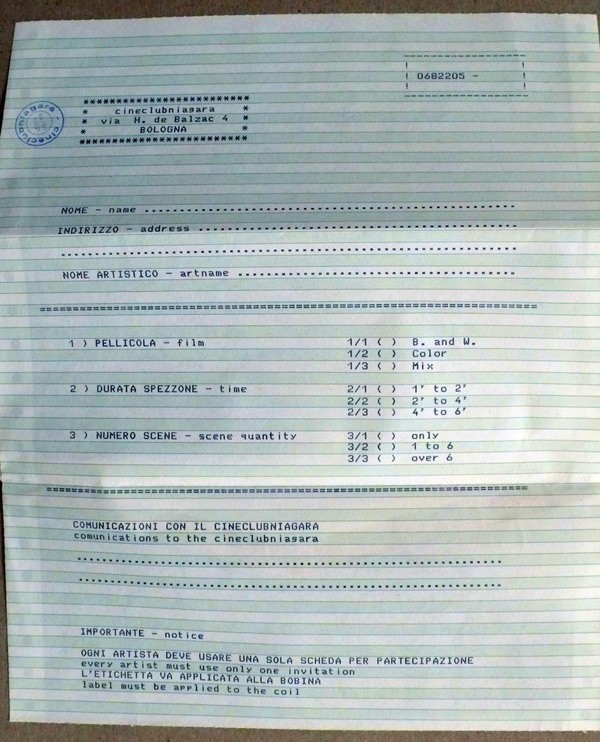 0682205 -
cineclubniagara
cineclubniagara
via H. de Balzac 4
BOLOGNA
NOME - name
INDIRIZZO - address
NOME ARTISTICO - artname
1 ) PELLICOLA - film 1/1 ( ) B. and W.
1/2 ( ) Color
1/3 ( ) Mix
2 ) DURATA SPEZZONE - time 2/1 ( ) 1' to 2'
2/2 ( ) 2' to 4'
2/3 ( ) 4' to 6'
3 ) NUMERO SCENE - scene quantity 3/1 ( ) only
3/2 ( ) 1 to 6
3/3 ( ) over 6
COMUNICAZIONI CON IL CINECLUBNIAGARA
comunications to the cineclubniagara
IMPORTANTE - notice
OGNI ARTISTA DEVE USARE UNA SOLA SCHEDA PER PARTECIPAZIONE
every artist must use only one invitation
L'ETICHETTA VA APPLICATA ALLA BOBINA
label must be applied to the coil